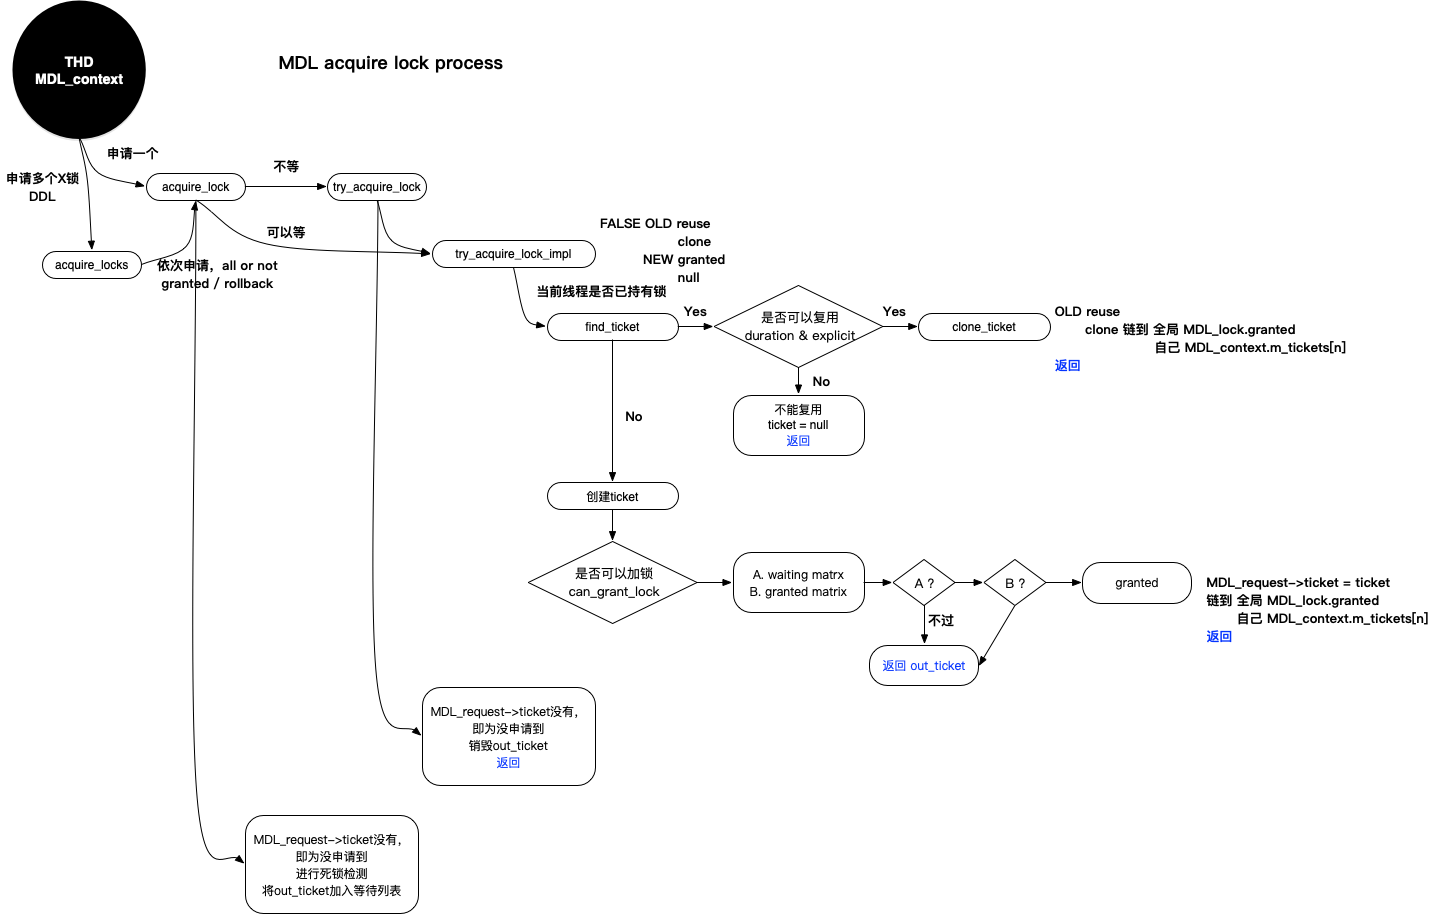 THD
MDL_context
MDL acquire lock process
申请一个
申请多个X锁
DDL
不等
acquire_lock
try_acquire_lock
可以等
acquire_locks
依次申请，all or not
granted / rollback
FALSE OLD reuse
clone
NEW granted
null
try_acquire_lock_impl
当前线程是否已持有锁
find_ticket
Yes
是否可以复用
duration & explicit
Yes
clone_ticket
OLD reuse
clone 链到 全局 MDL_lock.granted
自己 MDL_context.m_tickets[n]
返回
No
不能复用
ticket = null
返回
No
创建ticket
是否可以加锁
can_grant_lock
A. waiting matrx
B. granted matrix
A ?
B ?
granted
MDL_request->ticket = ticket
链到 全局 MDL_lock.granted
自己 MDL_context.m_tickets[n]
返回
不过
返回 out_ticket
MDL_request->ticket没有，
即为没申请到
销毁out_ticket
返回
MDL_request->ticket没有，
即为没申请到
进行死锁检测
将out_ticket加入等待列表